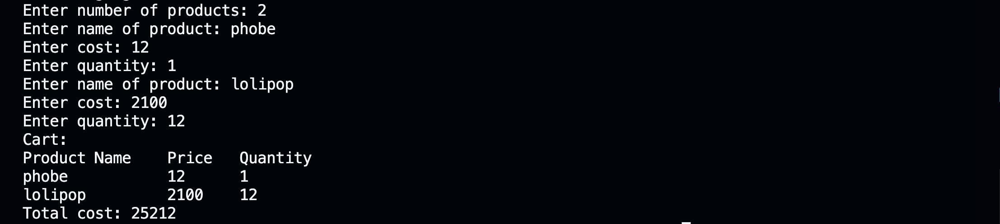 Enter number of products: 2
Enter name of product: phobe
Enter cost: 12
Enter quantity: 1
Enter name of product: lolipop
Enter cost: 2100
Enter quantity: 12
Cart:
Product Name    Price   Quantity
phobe           12      1
lolipop         2100    12
Total cost: 25212